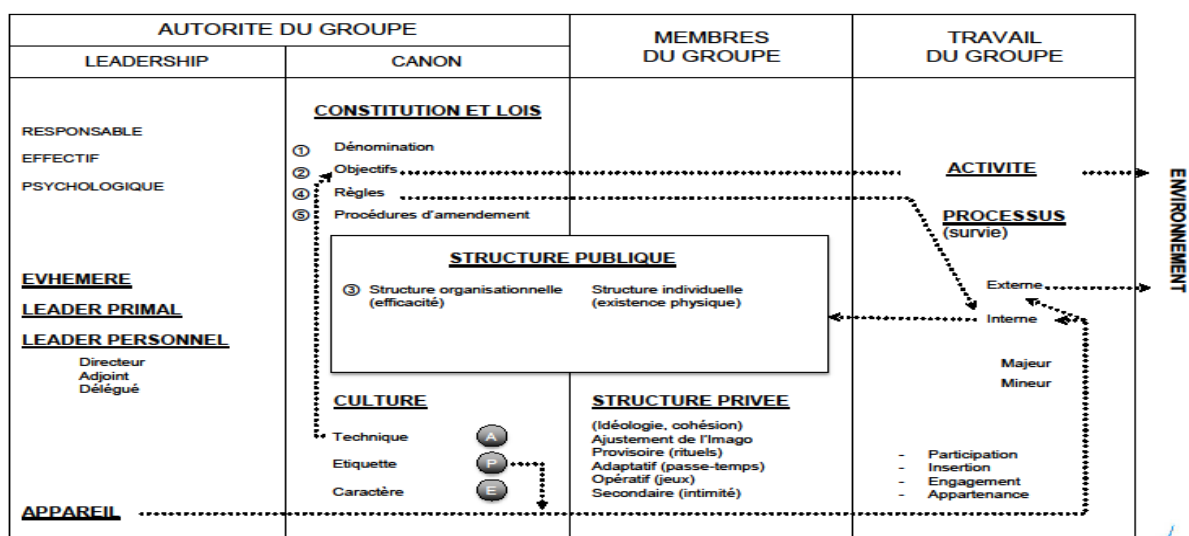 AUTORITE DU GROUPE
LEADERSHIP
CANON
MEMBRES
DU GROUPE
TRAVAIL
DU GROUPE
RESPONSABLE
EFFECTIF
PSYCHOLOGIQUE
EVHEMERE
LEADER PRIMAL
LEADER PERSONNEL
Directeur
Adjoint
Délégué
APPAREIL
CONSTITUTION ET LOIS
① Dénomination
② Objectifs
④ Règles
⑤ Procédures d'amendement
STRUCTURE PUBLIQUE
③ Structure organisationnelle
(efficacité)
Structure individuelle
(existence physique)
CULTURE
Technique A
Etiquette P
Caractère E
STRUCTURE PRIVEE
(Idéologie, cohésion)
Ajustement de l'Imago
Provisoire (rituels)
Adaptatif (passe-temps)
Opératif (jeux)
Secondaire (intimité)
ACTIVITE
PROCESSUS
(survie)
Externe
Interne
Majeur
Mineur
- Participation
- Insertion
- Engagement
- Appartenance
ENVIRONNEMENT